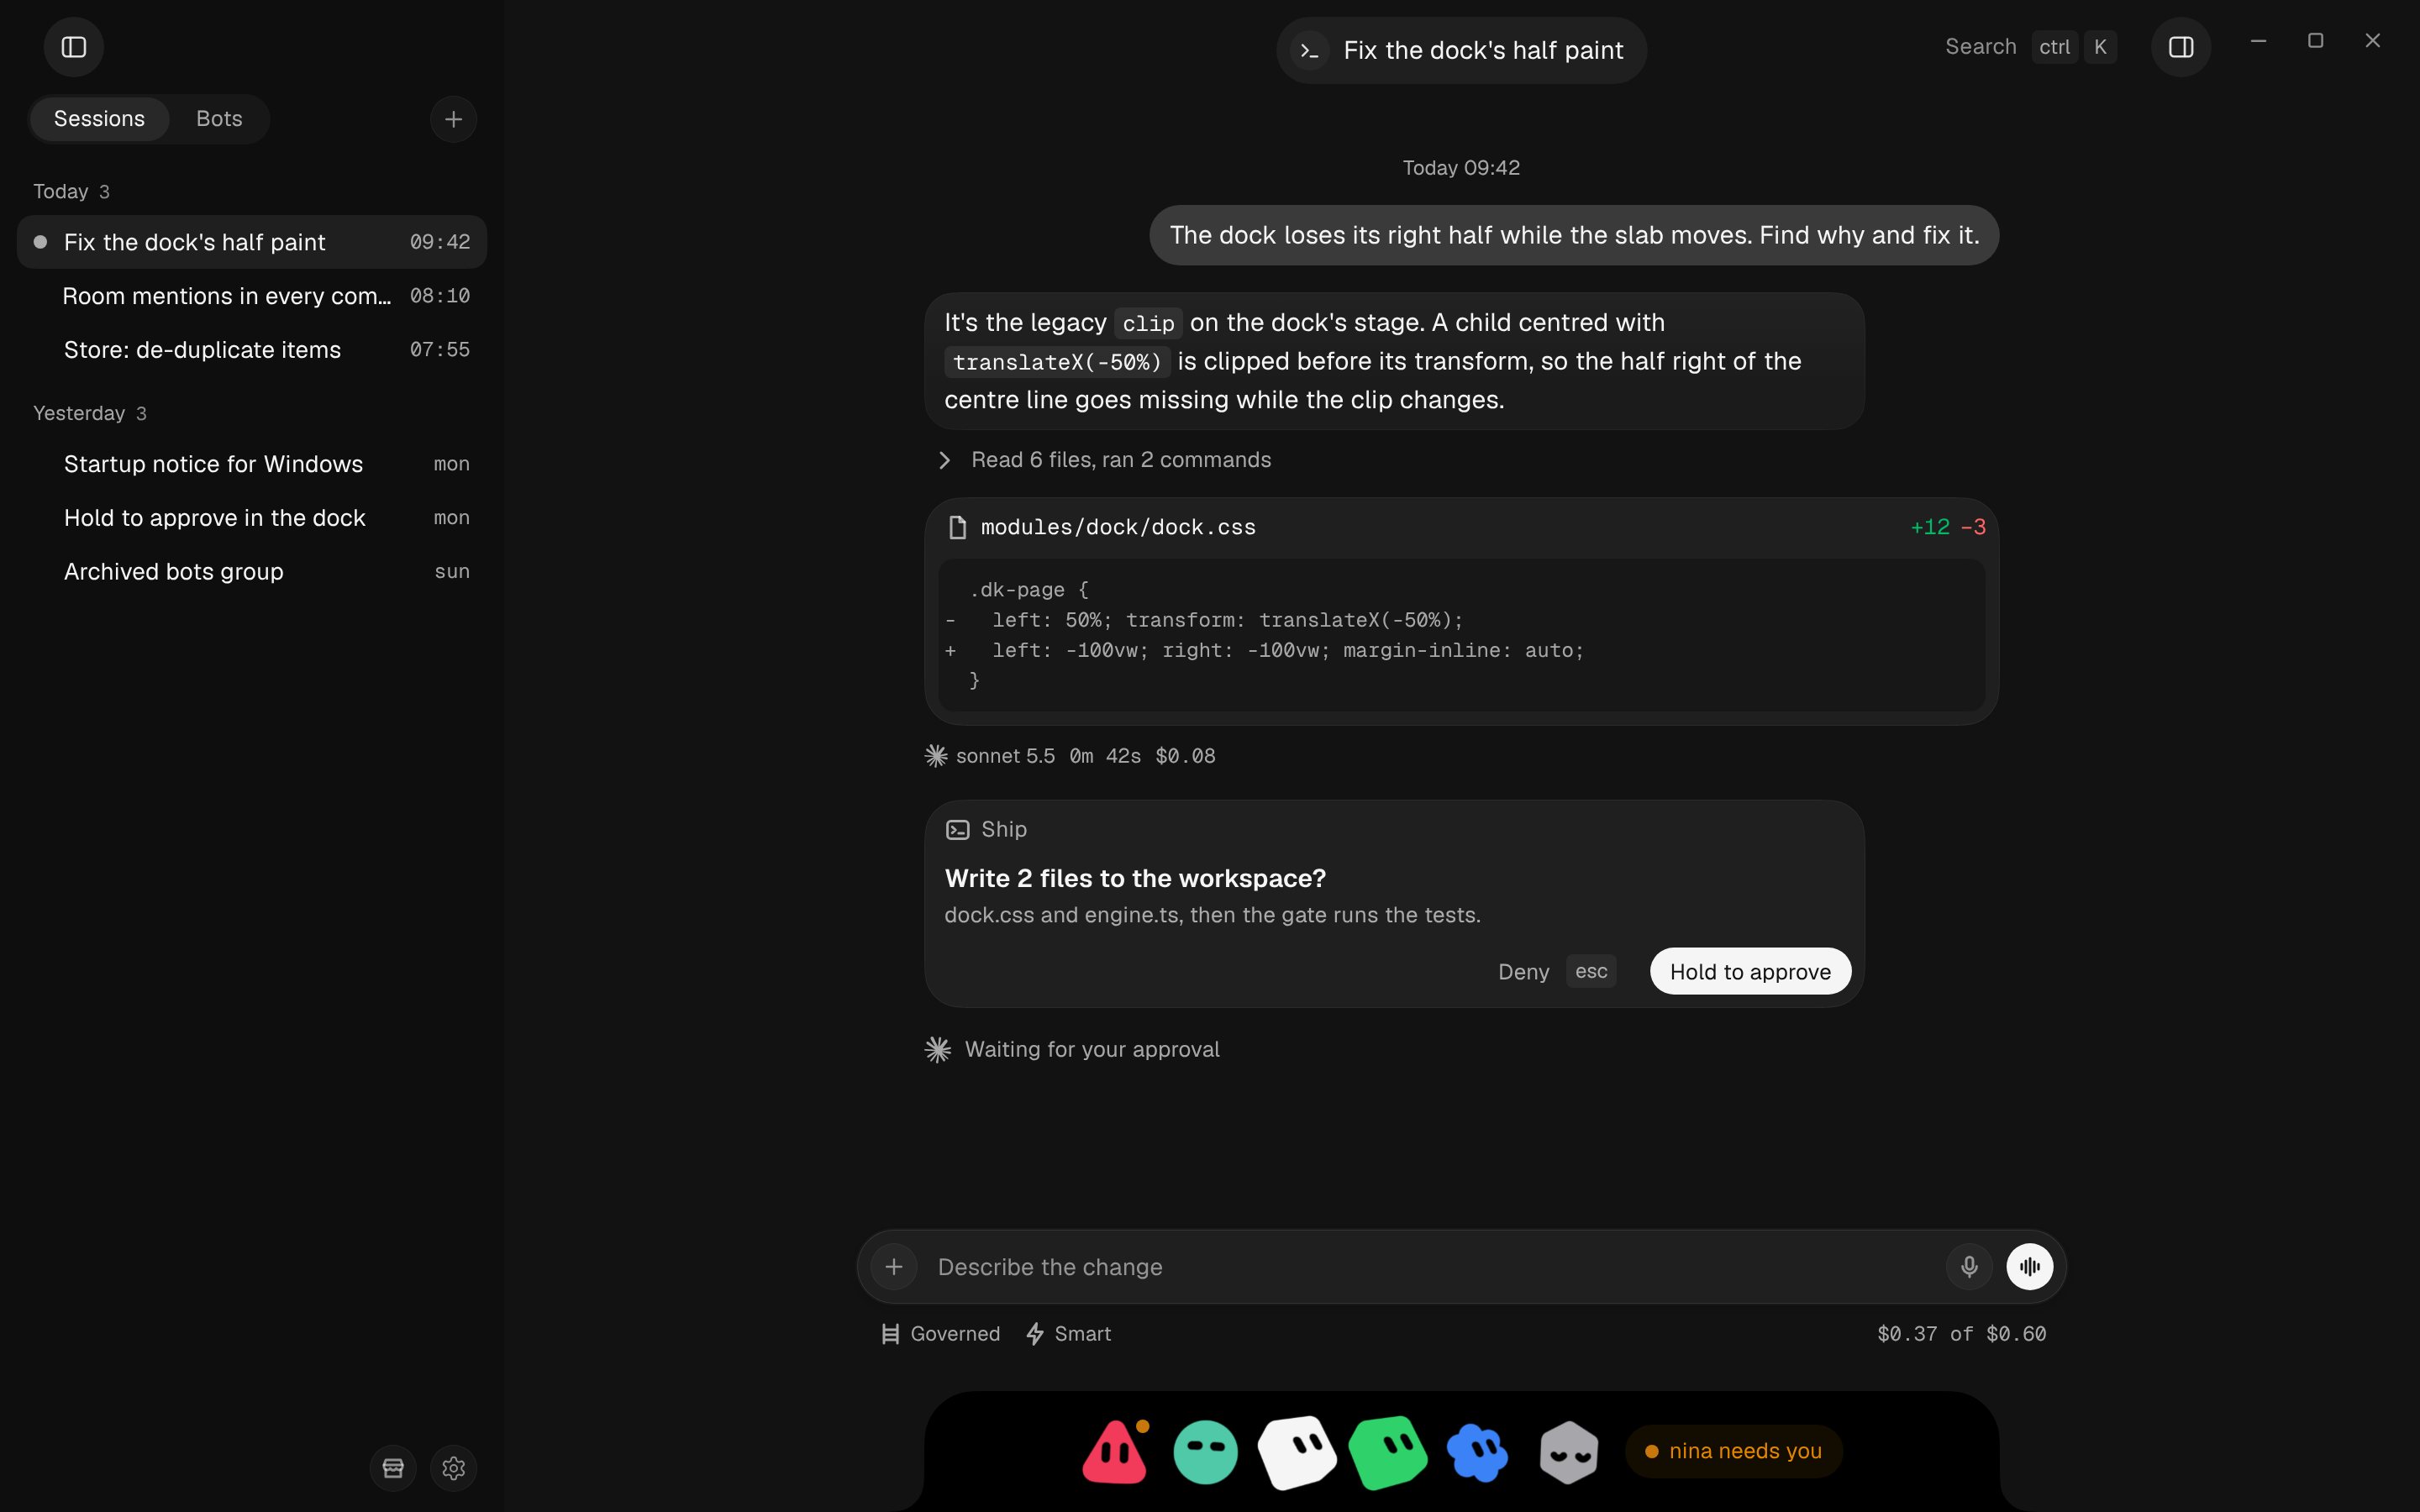 Fix the dock's half paint
Search ctrl K
Sessions Bots
Today 3
Fix the dock's half paint 09:42
Room mentions in every com… 08:10
Store: de-duplicate items 07:55
Yesterday 3
Startup notice for Windows mon
Hold to approve in the dock mon
Archived bots group sun
Today 09:42
The dock loses its right half while the slab moves. Find why and fix it.
It's the legacy clip on the dock's stage. A child centred with
translateX(-50%) is clipped before its transform, so the half right of the
centre line goes missing while the clip changes.
Read 6 files, ran 2 commands
modules/dock/dock.css +12 −3
.dk-page {
-   left: 50%; transform: translateX(-50%);
+   left: -100vw; right: -100vw; margin-inline: auto;
}
sonnet 5.5 0m 42s $0.08
Ship
Write 2 files to the workspace?
dock.css and engine.ts, then the gate runs the tests.
Deny esc Hold to approve
Waiting for your approval
Describe the change
Governed Smart $0.37 of $0.60
nina needs you